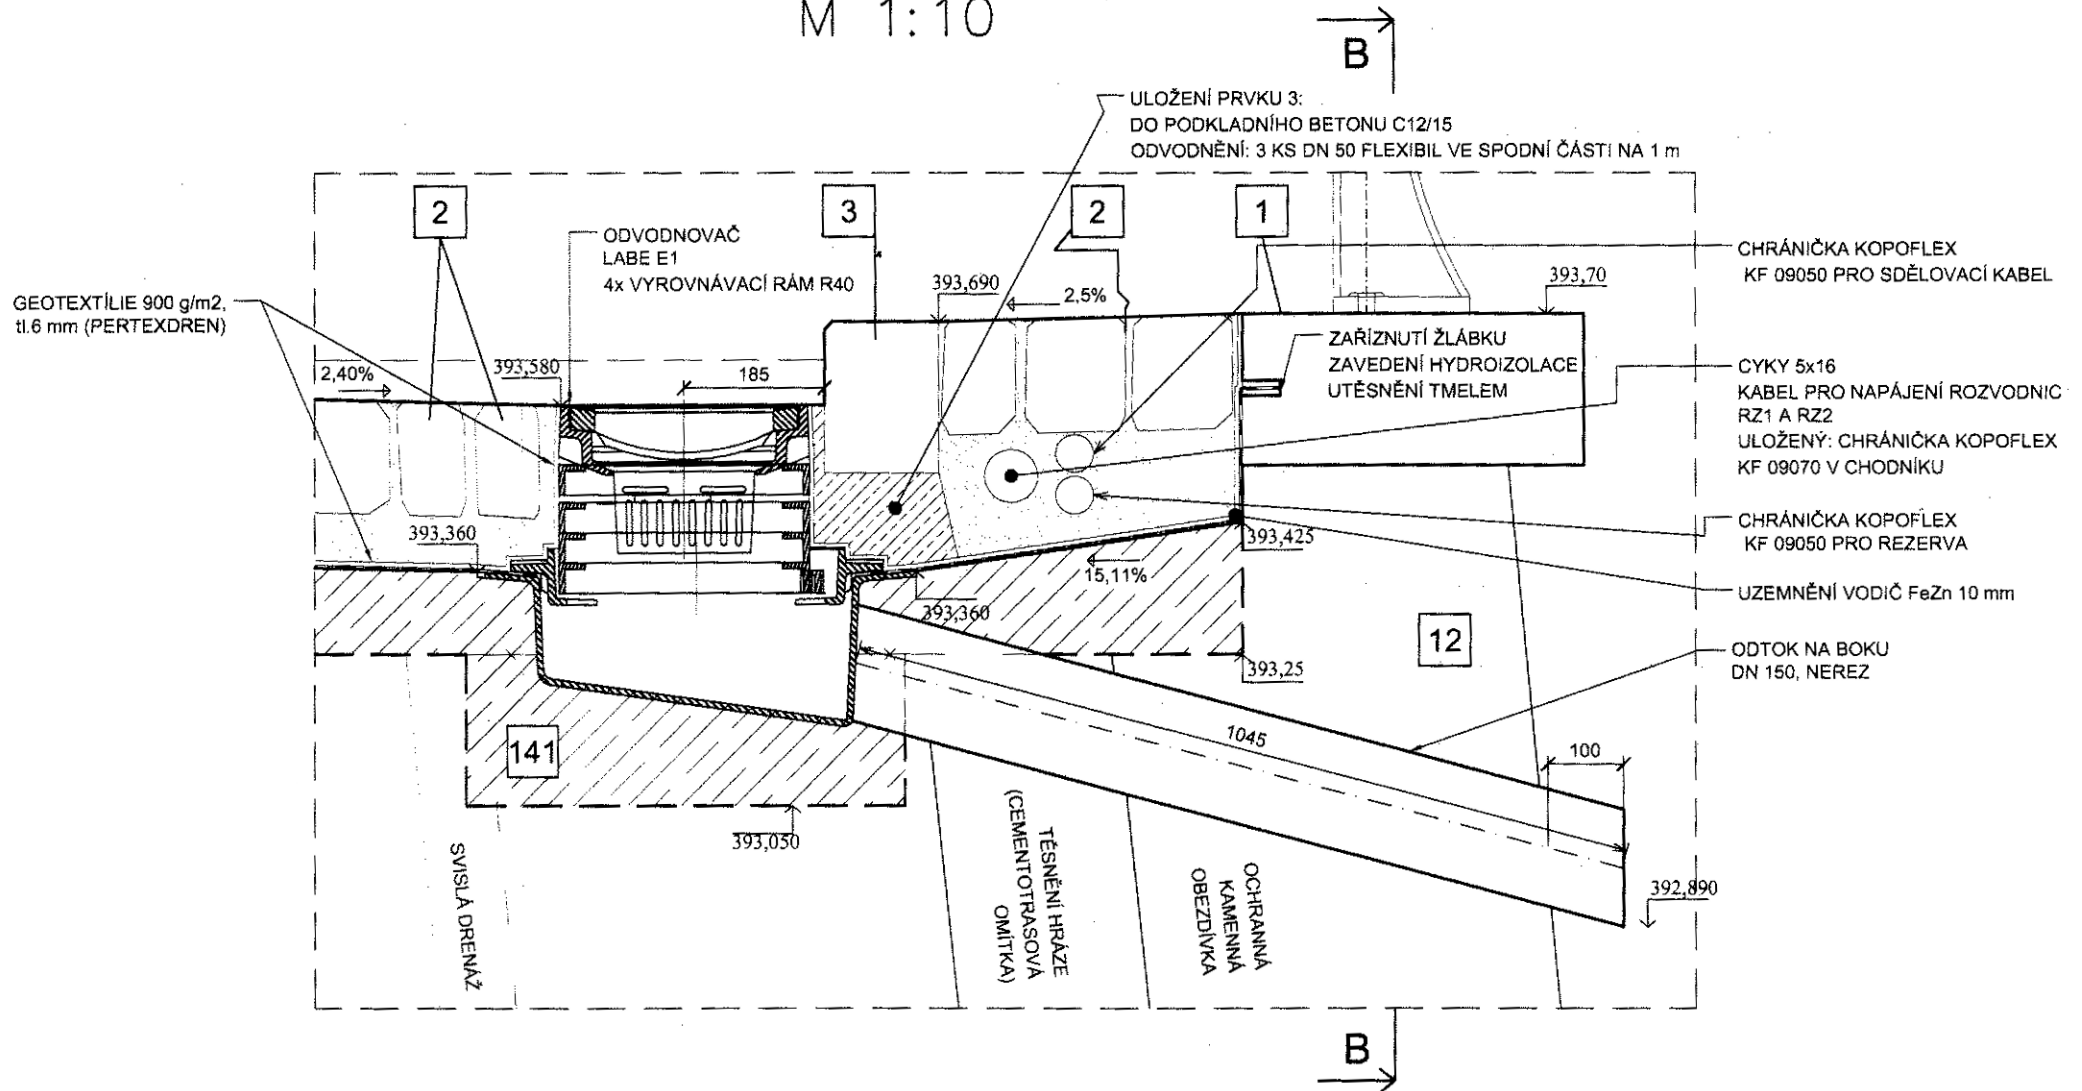 M 1:10
B
ULOŽENÍ PRVKU 3:
DO PODKLADNÍHO BETONU C12/15
ODVODNĚNÍ: 3 KS DN 50 FLEXIBIL VE SPODNÍ ČÁSTI NA 1 m
2
3
2
1
ODVODNOVAČ
LABE E1
4x VYROVNÁVACÍ RÁM R40
GEOTEXTÍLIE 900 g/m2,
tl.6 mm (PERTEXDREN)
393,690
2,5%
393,70
CHRÁNIČKA KOPOFLEX
KF 09050 PRO SDĚLOVACÍ KABEL
ZAŘÍZNUTÍ ŽLÁBKU
ZAVEDENÍ HYDROIZOLACE
UTĚSNĚNÍ TMELEM
2,40%
393,580
185
CYKY 5x16
KABEL PRO NAPÁJENÍ ROZVODNIC
RZ1 A RZ2
ULOŽENÝ: CHRÁNIČKA KOPOFLEX
KF 09070 V CHODNÍKU
393,360
393,425
CHRÁNIČKA KOPOFLEX
KF 09050 PRO REZERVA
15,11%
393,360
UZEMNĚNÍ VODIČ FeZn 10 mm
12
393,25
ODTOK NA BOKU
DN 150, NEREZ
141
1045
100
393,050
392,890
SVISLÁ DRENÁŽ
TĚSNĚNÍ HRÁZE
(CEMENTOTRASOVÁ
OMÍTKA)
OCHRANNÁ
KAMENNÁ
OBEZDÍVKA
B